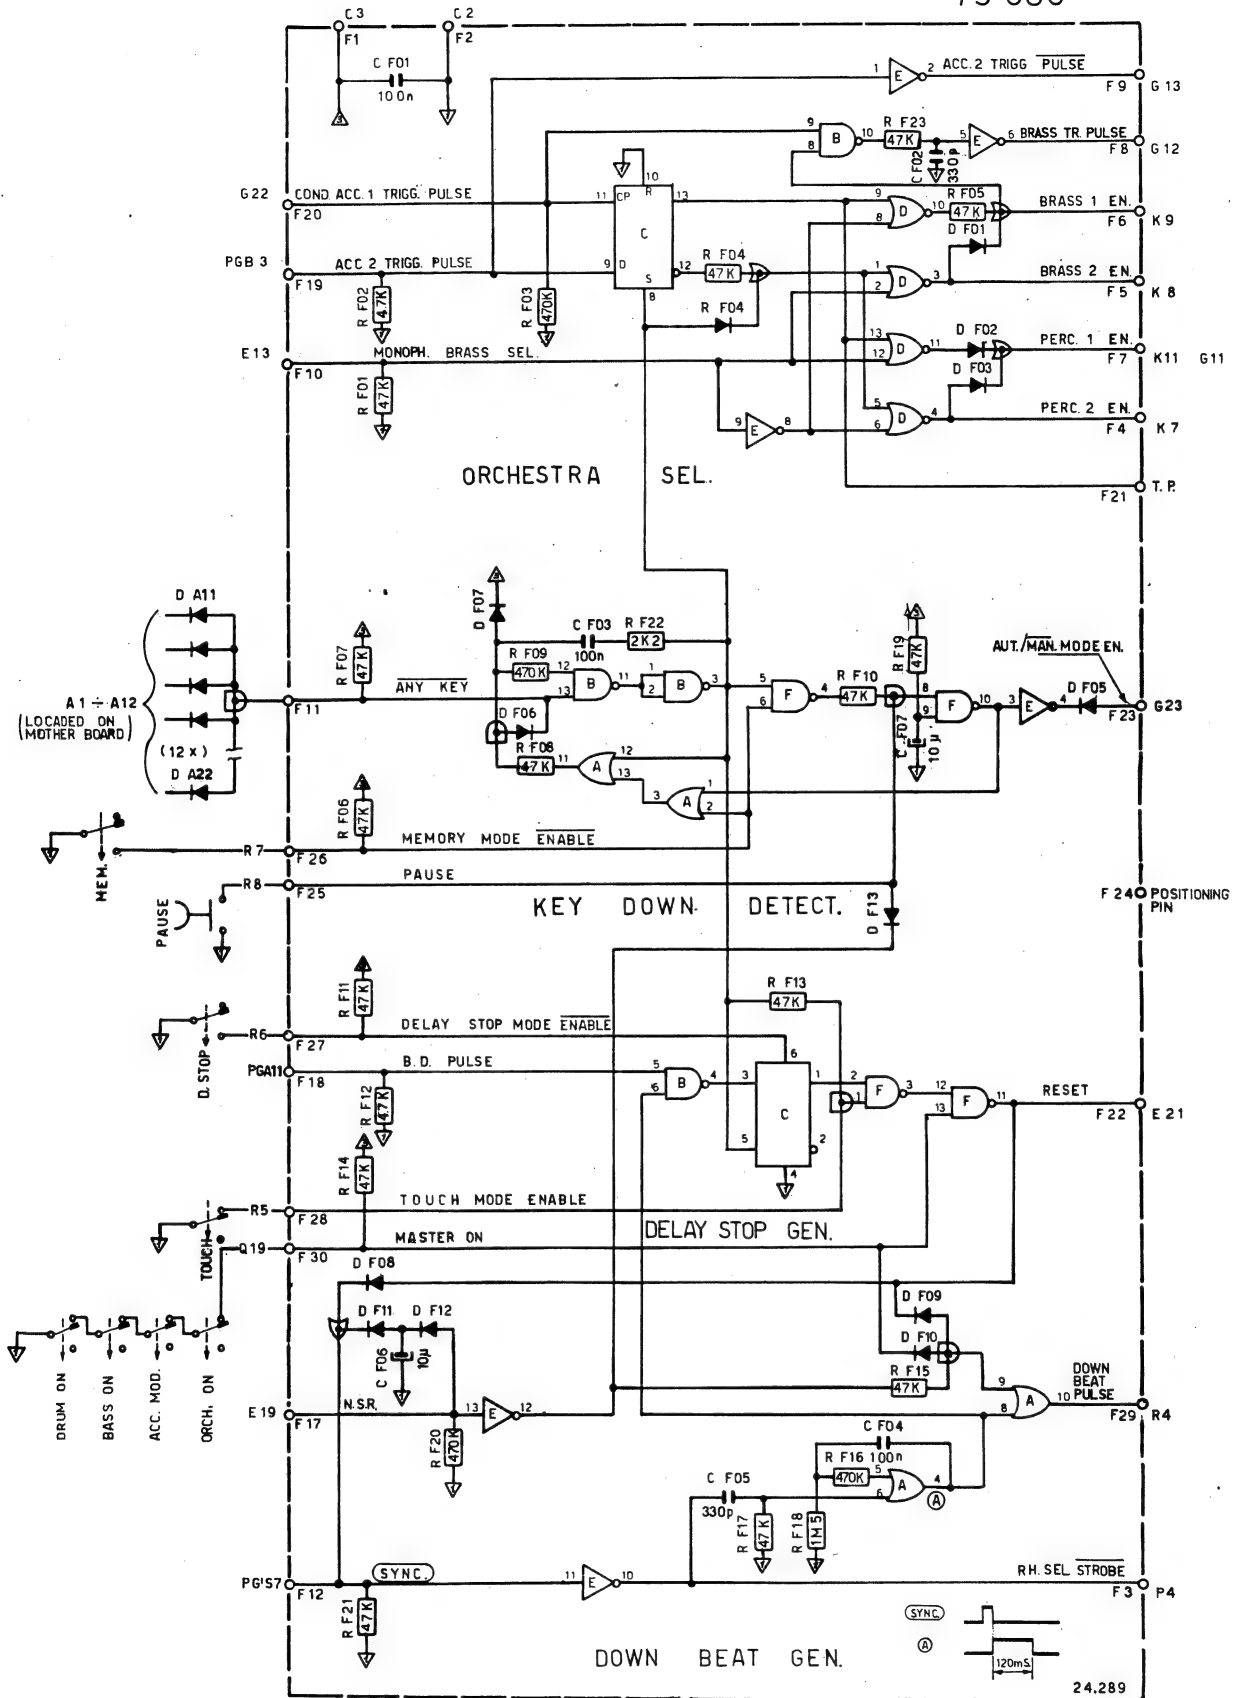 75-080
C 3
F1
C 2
F2
C F01
100n
1 E 2 ACC.2 TRIGG PULSE
F9 G13
9
8
B
10
R F23
47K
C F02
330p
5 E 6 BRASS TR. PULSE
F8 G12
G22 COND. ACC. 1 TRIGG. PULSE
F20
11 CP
10
R
13
C
9 D
S
8
12
R F04
47K
R F04
9
8
D
10
R F05
47K
D F01
BRASS 1 EN.
F6 K9
PGB 3 ACC 2 TRIGG. PULSE
F19
R F02
4.7K
R F03
470K
1
2
D
3
BRASS 2 EN.
F5 K8
E13 MONOPH. BRASS SEL.
F10
R F01
47K
13
12
D
11
D F02
D F03
PERC. 1 EN.
F7 K11 G11
9 E 8
5
6
D
4
PERC. 2 EN.
F4 K7
ORCHESTRA SEL.
F21 T.P.
D A11
A1 ÷ A12
(LOCADED ON
MOTHER BOARD)
(12 x)
D A22
F11
R F07
47K
ANY KEY
D F07
C F03
100n
R F22
2K2
R F09
470K
12
13
B
11
1
2
B
3
D F06
R F08
47K
11 A 12
13
3 A 1
2
5
6
F
4
R F10
47K
R F19
47K
C F07
10µ
8
9
F
10
3 E 4
D F05
AUT./MAN. MODE EN.
F23 G23
MEM.
R7 F26
R F06
47K
MEMORY MODE ENABLE
PAUSE
R8 F25
PAUSE
KEY DOWN DETECT.
D F13
F24 POSITIONING
PIN
D. STOP
R6 F27
R F11
47K
DELAY STOP MODE ENABLE
PGA11 F18
B.D. PULSE
R F12
4.7K
R F13
47K
5
6
B
4
3
6
1
C
5
2
4
2
1
F
3
12
13
F
11
RESET
F22 E21
R F14
47K
TOUCH
R5 F28
TOUCH MODE ENABLE
DELAY STOP GEN.
Q19 F30
MASTER ON
D F08
D F11 D F12
C F06
10µ
D F09
D F10
R F15
47K
DRUM ON
BASS ON
ACC. MOD.
ORCH. ON
E19 F17
N.S.R.
R F20
470K
13 E 12
9
8
A
10
DOWN
BEAT
PULSE
F29 R4
C F04
100n
R F16
470K
5
6
A
4
A
C F05
330p
R F17
47K
R F18
1M5
PG'S7 F12
SYNC.
R F21
47K
11 E 10
RH. SEL STROBE
F3 P4
SYNC
A
120mS.
DOWN BEAT GEN.
24.289